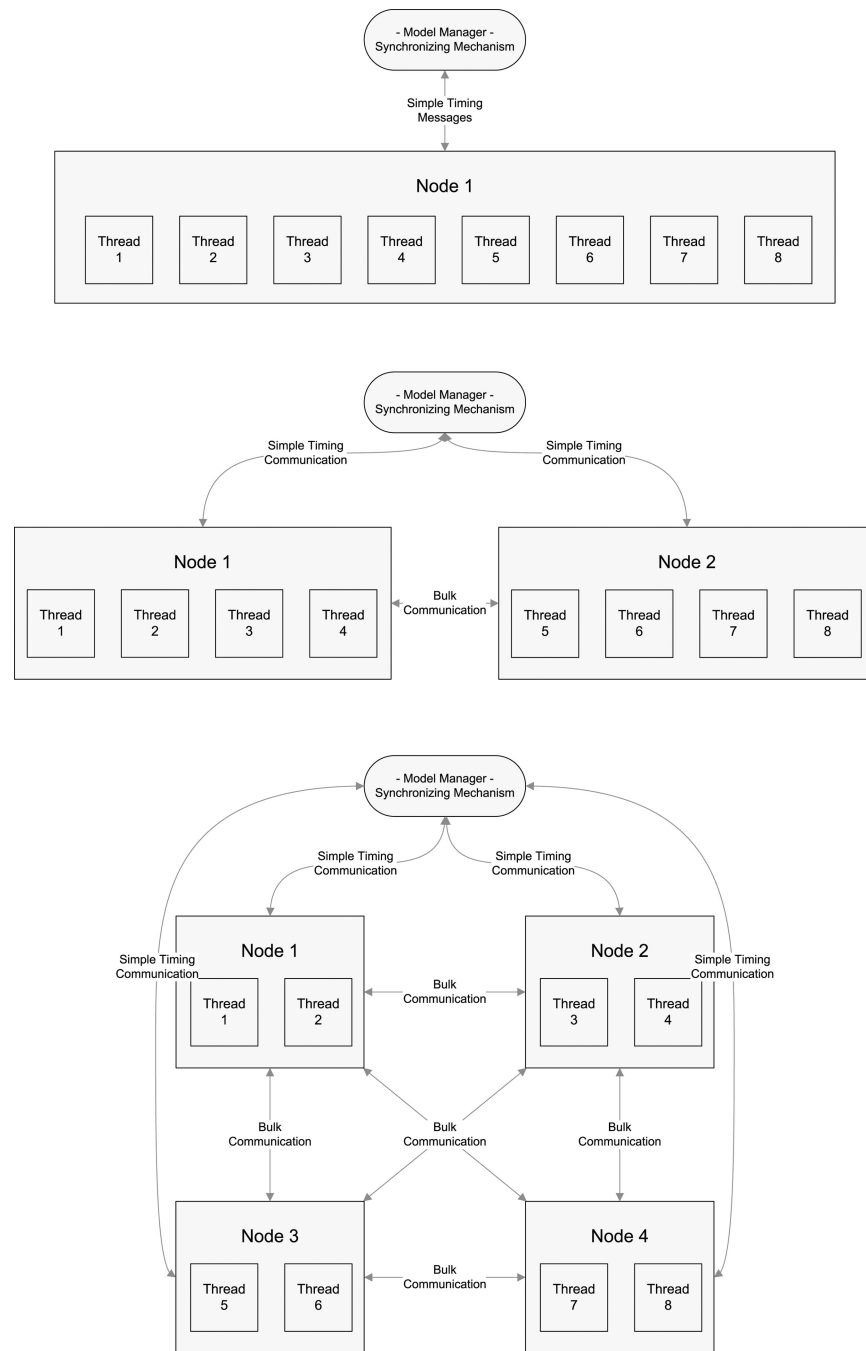 - Model Manager -
Synchronizing Mechanism
Simple Timing
Messages
Node 1
Thread
1
Thread
2
Thread
3
Thread
4
Thread
5
Thread
6
Thread
7
Thread
8
- Model Manager -
Synchronizing Mechanism
Simple Timing
Communication
Simple Timing
Communication
Node 1
Thread
1
Thread
2
Thread
3
Thread
4
Bulk
Communication
Node 2
Thread
5
Thread
6
Thread
7
Thread
8
- Model Manager -
Synchronizing Mechanism
Simple Timing
Communication
Simple Timing
Communication
Simple Timing
Communication
Node 1
Thread
1
Thread
2
Bulk
Communication
Node 2
Thread
3
Thread
4
Simple Timing
Communication
Bulk
Communication
Bulk
Communication
Bulk
Communication
Node 3
Thread
5
Thread
6
Bulk
Communication
Node 4
Thread
7
Thread
8